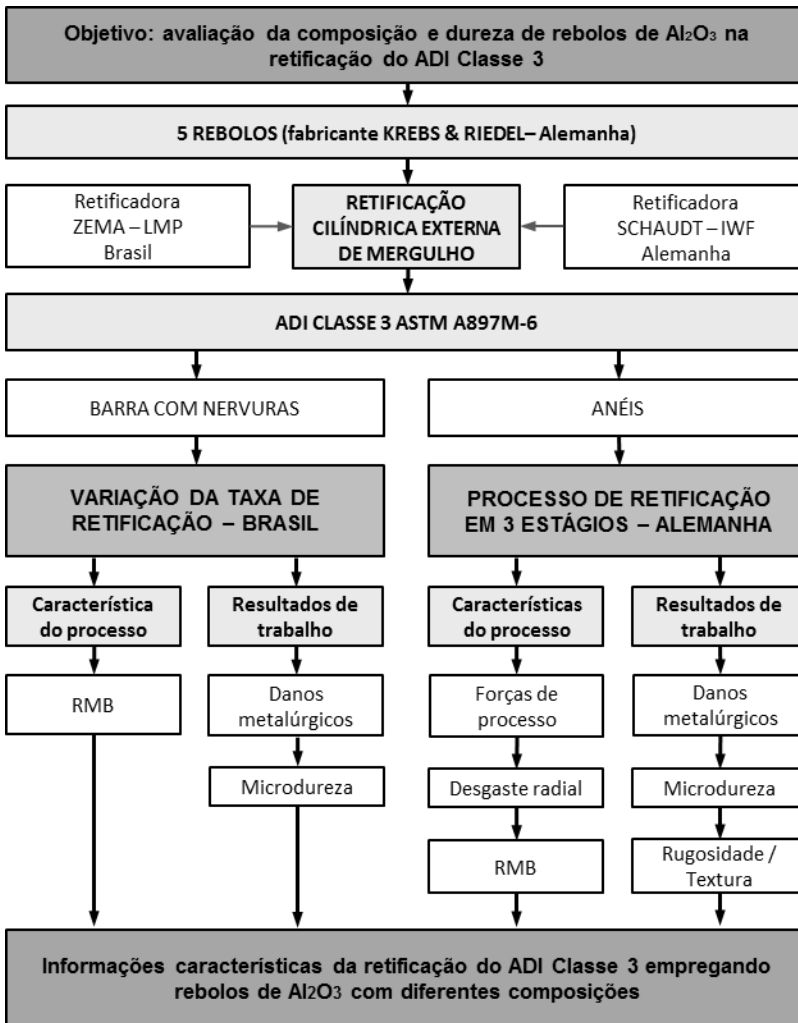 Objetivo: avaliação da composição e dureza de rebolos de Al₂O₃ na
retificação do ADI Classe 3
5 REBOLOS (fabricante KREBS & RIEDEL– Alemanha)
Retificadora
ZEMA – LMP
Brasil
RETIFICAÇÃO
CILÍNDRICA EXTERNA
DE MERGULHO
Retificadora
SCHAUDT – IWF
Alemanha
ADI CLASSE 3 ASTM A897M-6
BARRA COM NERVURAS
ANÉIS
VARIAÇÃO DA TAXA DE
RETIFICAÇÃO – BRASIL
PROCESSO DE RETIFICAÇÃO
EM 3 ESTÁGIOS – ALEMANHA
Característica
do processo
Resultados de
trabalho
Características
do processo
Resultados de
trabalho
RMB
Danos
metalúrgicos
Forças de
processo
Danos
metalúrgicos
Microdureza
Desgaste radial
Microdureza
RMB
Rugosidade /
Textura
Informações características da retificação do ADI Classe 3 empregando
rebolos de Al₂O₃ com diferentes composições